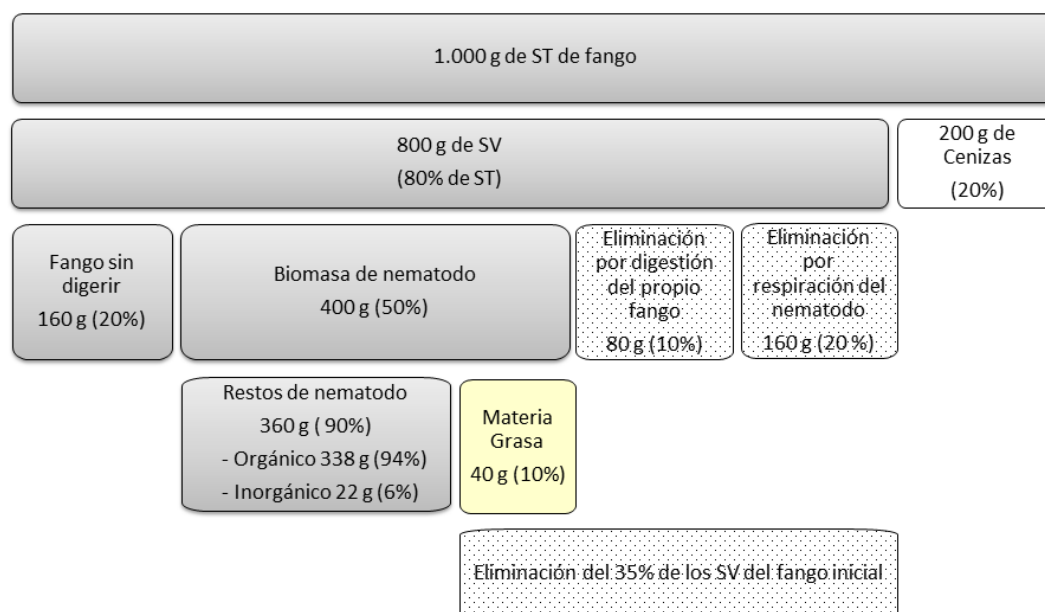 1.000 g de ST de fango
800 g de SV
(80% de ST)
200 g de
Cenizas
(20%)
Fango sin
digerir
160 g (20%)
Biomasa de nematodo
400 g (50%)
Eliminación
por digestión
del propio
fango
80 g (10%)
Eliminación
por
respiración del
nematodo
160 g (20 %)
Restos de nematodo
360 g ( 90%)
- Orgánico 338 g (94%)
- Inorgánico 22 g (6%)
Materia
Grasa
40 g (10%)
Eliminación del 35% de los SV del fango inicial